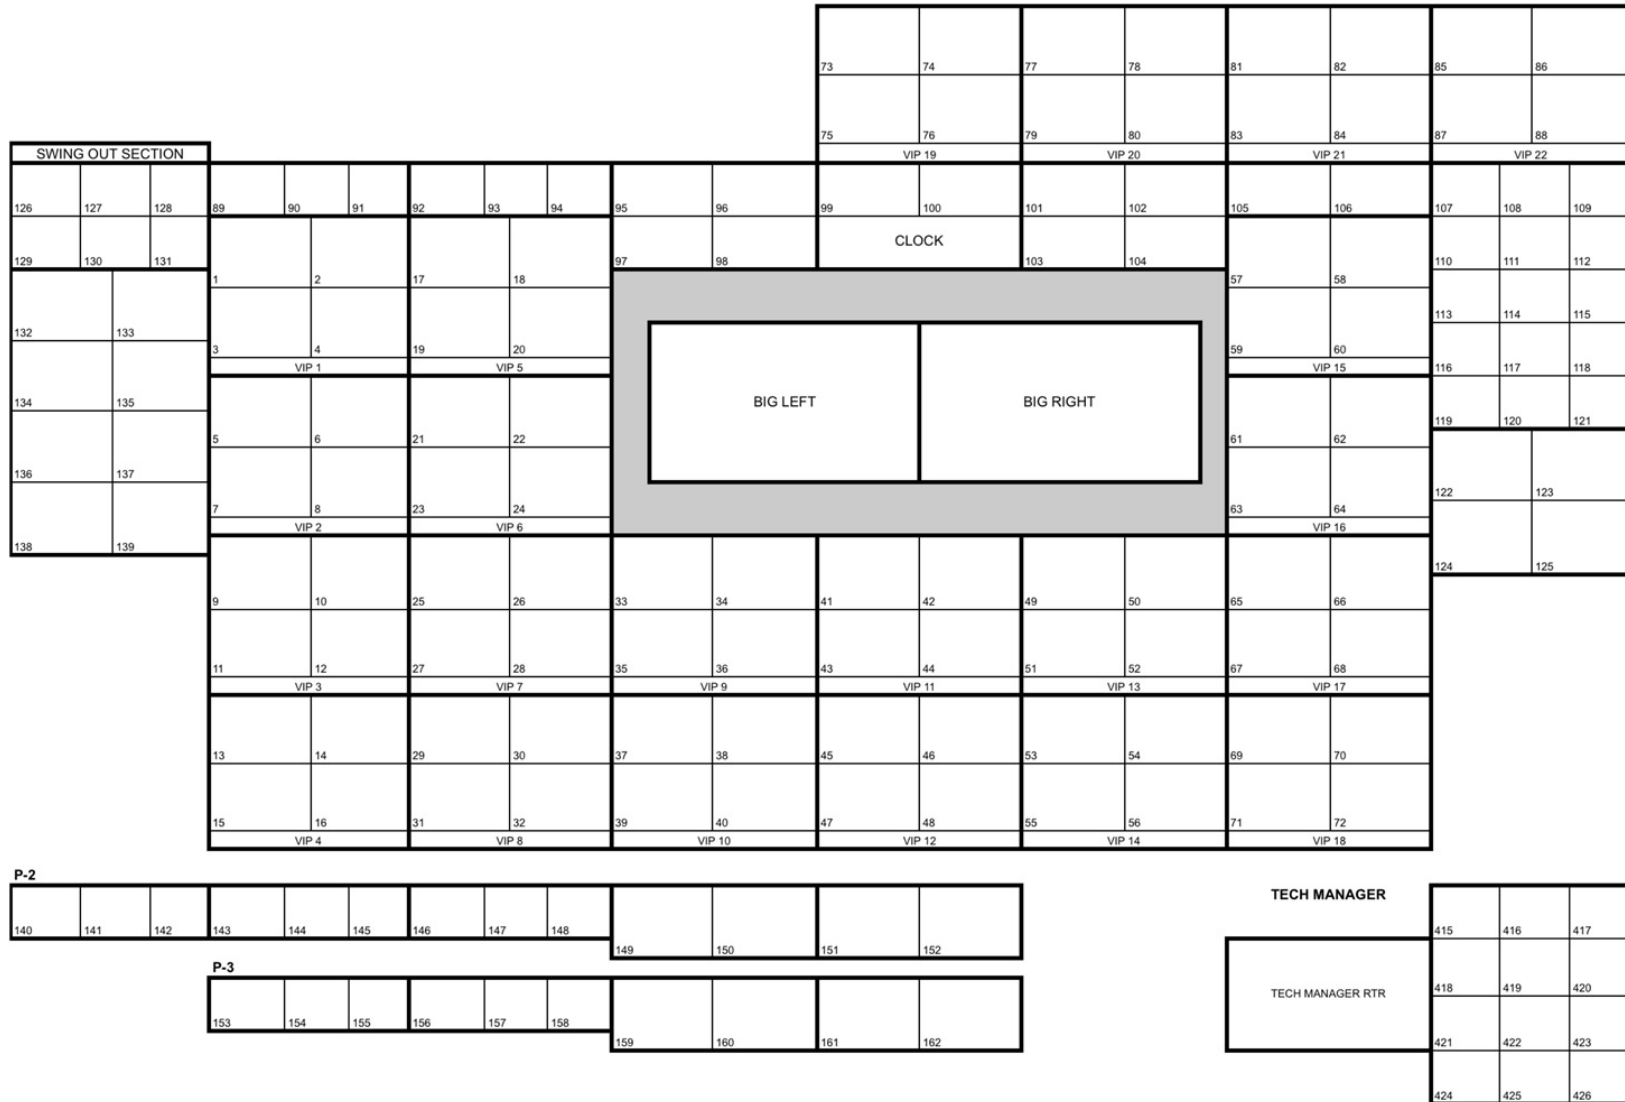 73 74 77 78 81 82 85 86
75 76 79 80 83 84 87 88
VIP 19 VIP 20 VIP 21 VIP 22
SWING OUT SECTION
126 127 128 89 90 91 92 93 94 95 96 99 100 101 102 105 106 107 108 109
CLOCK
129 130 131 97 98 103 104 110 111 112
1 2 17 18 57 58
113 114 115
132 133
3 4 19 20 59 60
VIP 1 VIP 5 VIP 15
116 117 118
134 135 BIG LEFT BIG RIGHT
119 120 121
5 6 21 22 61 62
136 137
122 123
7 8 23 24 63 64
VIP 2 VIP 6 VIP 16
138 139
124 125
9 10 25 26 33 34 41 42 49 50 65 66
11 12 27 28 35 36 43 44 51 52 67 68
VIP 3 VIP 7 VIP 9 VIP 11 VIP 13 VIP 17
13 14 29 30 37 38 45 46 53 54 69 70
15 16 31 32 39 40 47 48 55 56 71 72
VIP 4 VIP 8 VIP 10 VIP 12 VIP 14 VIP 18
P-2
TECH MANAGER
140 141 142 143 144 145 146 147 148 415 416 417
149 150 151 152
P-3
TECH MANAGER RTR
418 419 420
153 154 155 156 157 158
159 160 161 162
421 422 423
424 425 426